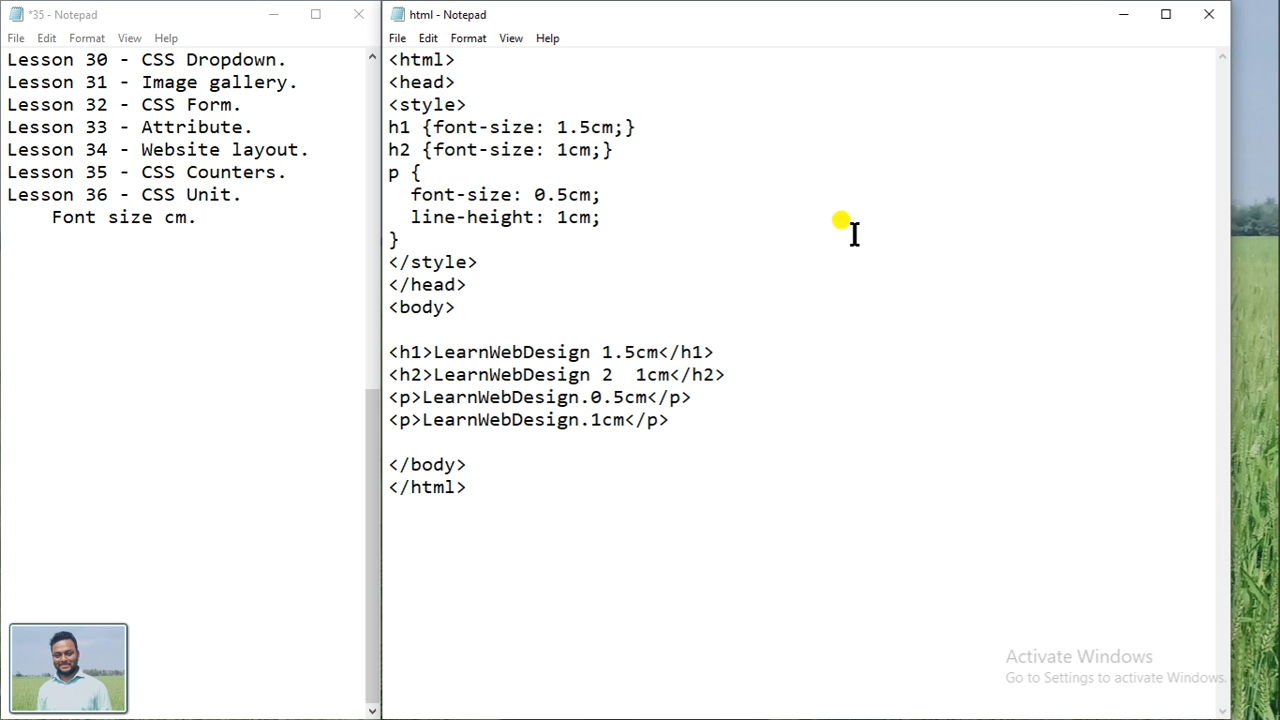 *35 - Notepad
File Edit Format View Help
Lesson 30 - CSS Dropdown.
Lesson 31 - Image gallery.
Lesson 32 - CSS Form.
Lesson 33 - Attribute.
Lesson 34 - Website layout.
Lesson 35 - CSS Counters.
Lesson 36 - CSS Unit.
    Font size cm.
html - Notepad
File Edit Format View Help
<html>
<head>
<style>
h1 {font-size: 1.5cm;}
h2 {font-size: 1cm;}
p {
  font-size: 0.5cm;
  line-height: 1cm;
}
</style>
</head>
<body>

<h1>LearnWebDesign 1.5cm</h1>
<h2>LearnWebDesign 2  1cm</h2>
<p>LearnWebDesign.0.5cm</p>
<p>LearnWebDesign.1cm</p>

</body>
</html>
Activate Windows
Go to Settings to activate Windows.